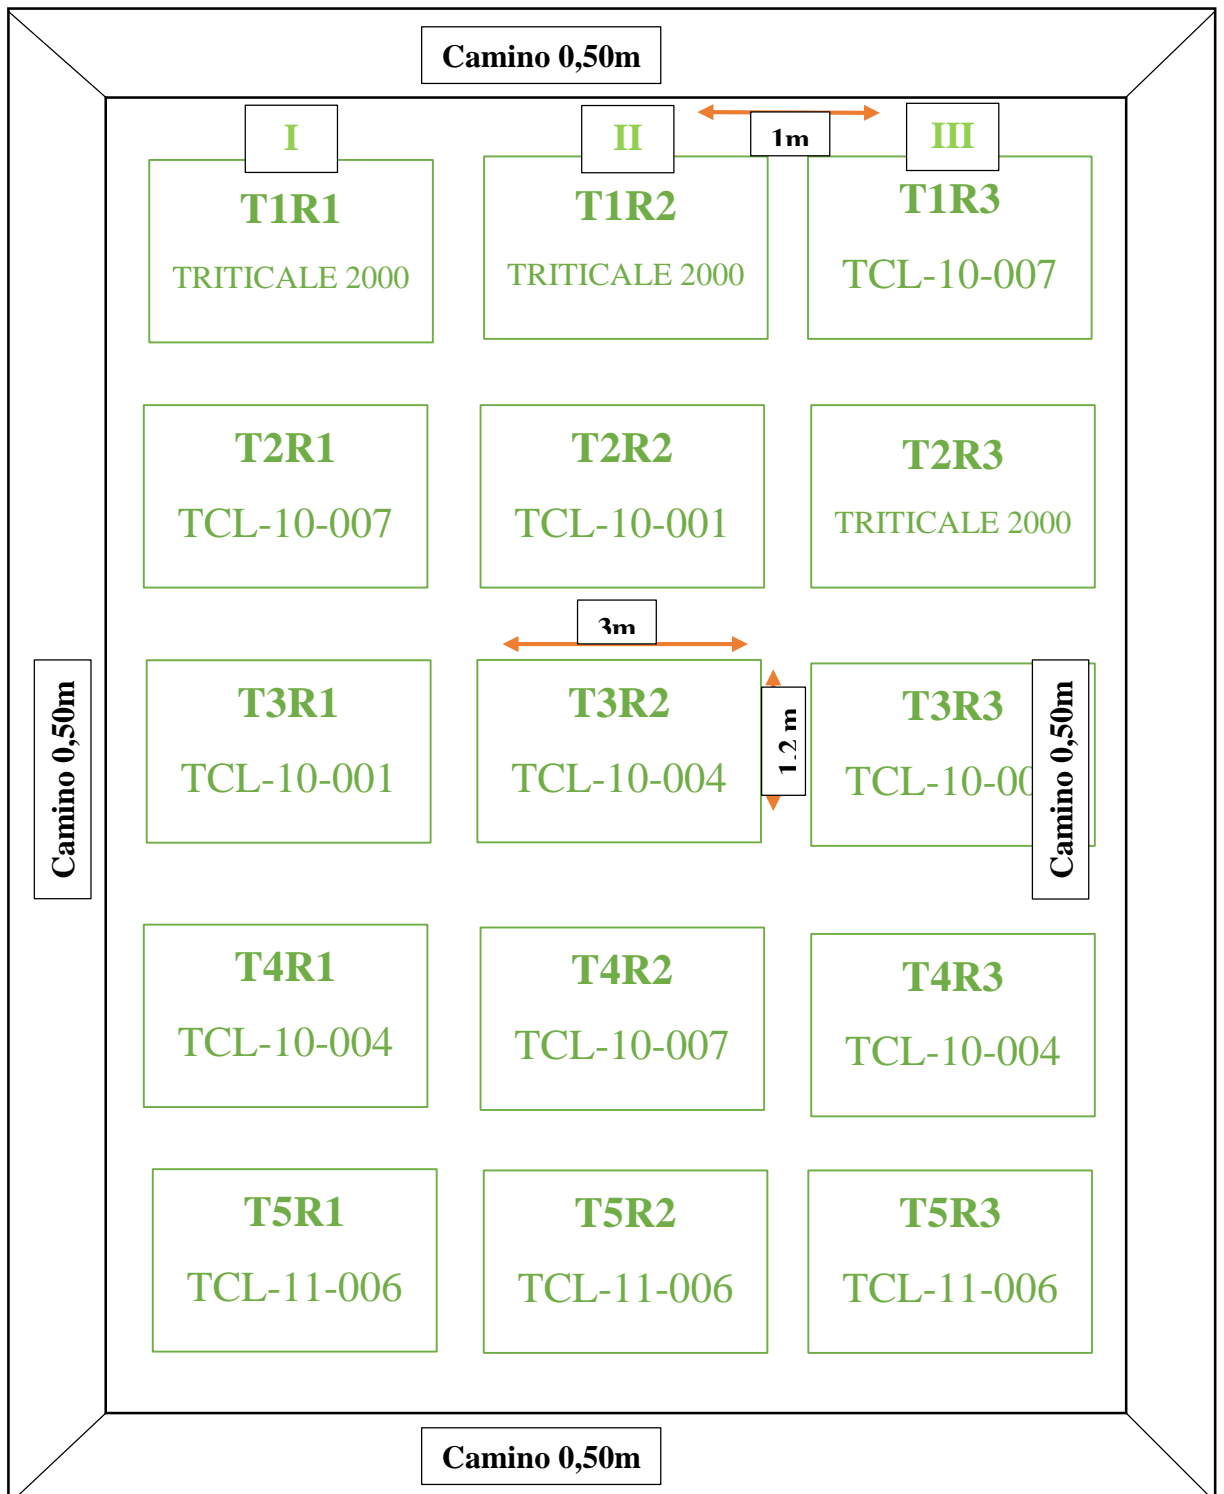 Camino 0,50m
I
II
1m
III
T1R1
TRITICALE 2000
T1R2
TRITICALE 2000
T1R3
TCL-10-007
T2R1
TCL-10-007
T2R2
TCL-10-001
T2R3
TRITICALE 2000
3m
Camino 0,50m
T3R1
TCL-10-001
T3R2
TCL-10-004
1.2 m
T3R3
TCL-10-00
Camino 0,50m
T4R1
TCL-10-004
T4R2
TCL-10-007
T4R3
TCL-10-004
T5R1
TCL-11-006
T5R2
TCL-11-006
T5R3
TCL-11-006
Camino 0,50m